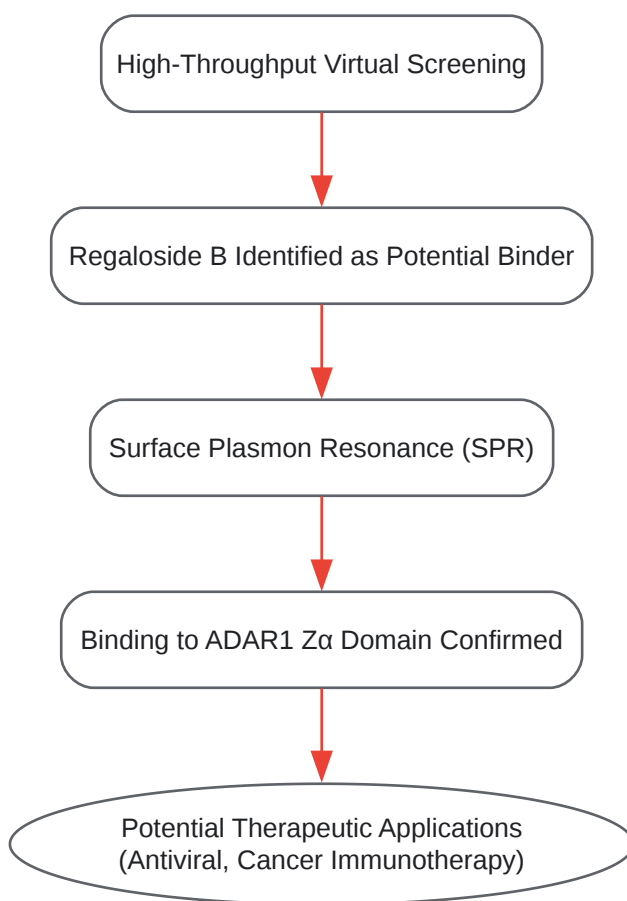 High-Throughput Virtual Screening
Regaloside B Identified as Potential Binder
Surface Plasmon Resonance (SPR)
Binding to ADAR1 Zα Domain Confirmed
Potential Therapeutic Applications
(Antiviral, Cancer Immunotherapy)